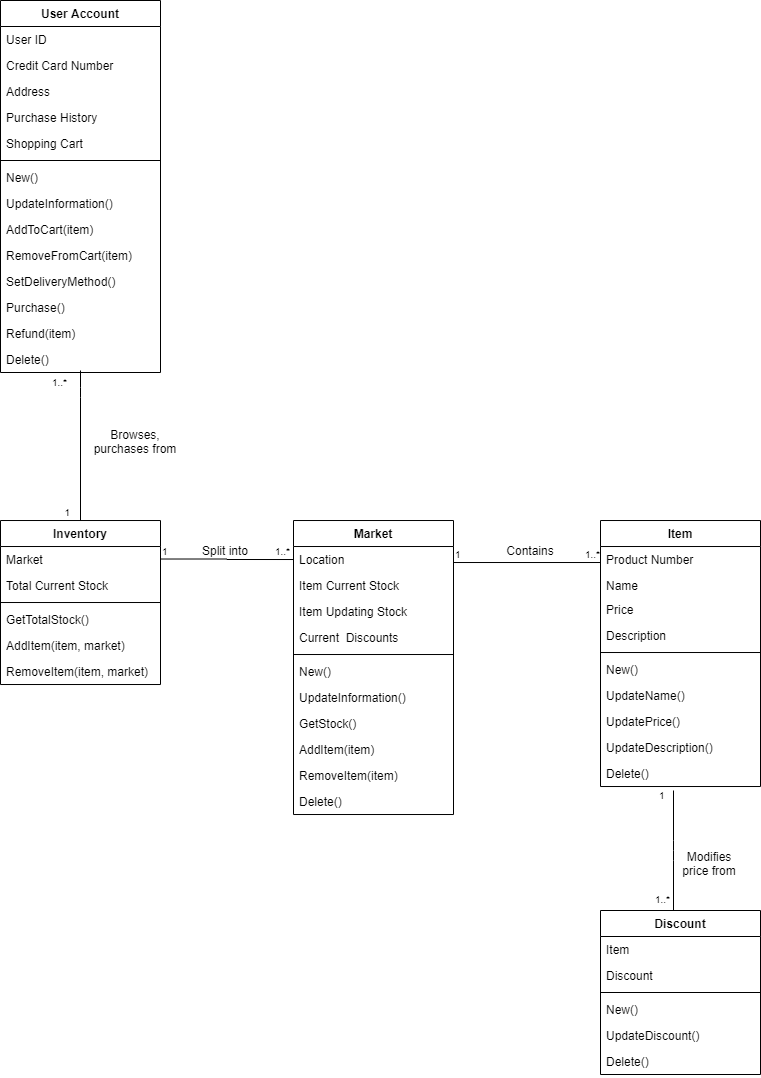 User Account
User ID
Credit Card Number
Address
Purchase History
Shopping Cart
New()
UpdateInformation()
AddToCart(item)
RemoveFromCart(item)
SetDeliveryMethod()
Purchase()
Refund(item)
Delete()
1..*
Browses,
purchases from
1
Inventory
Market
Total Current Stock
GetTotalStock()
AddItem(item, market)
RemoveItem(item, market)
1
Split into
1..*
Market
Location
Item Current Stock
Item Updating Stock
Current Discounts
New()
UpdateInformation()
GetStock()
AddItem(item)
RemoveItem(item)
Delete()
1
Contains
1..*
Item
Product Number
Name
Price
Description
New()
UpdateName()
UpdatePrice()
UpdateDescription()
Delete()
1
Modifies
price from
1..*
Discount
Item
Discount
New()
UpdateDiscount()
Delete()